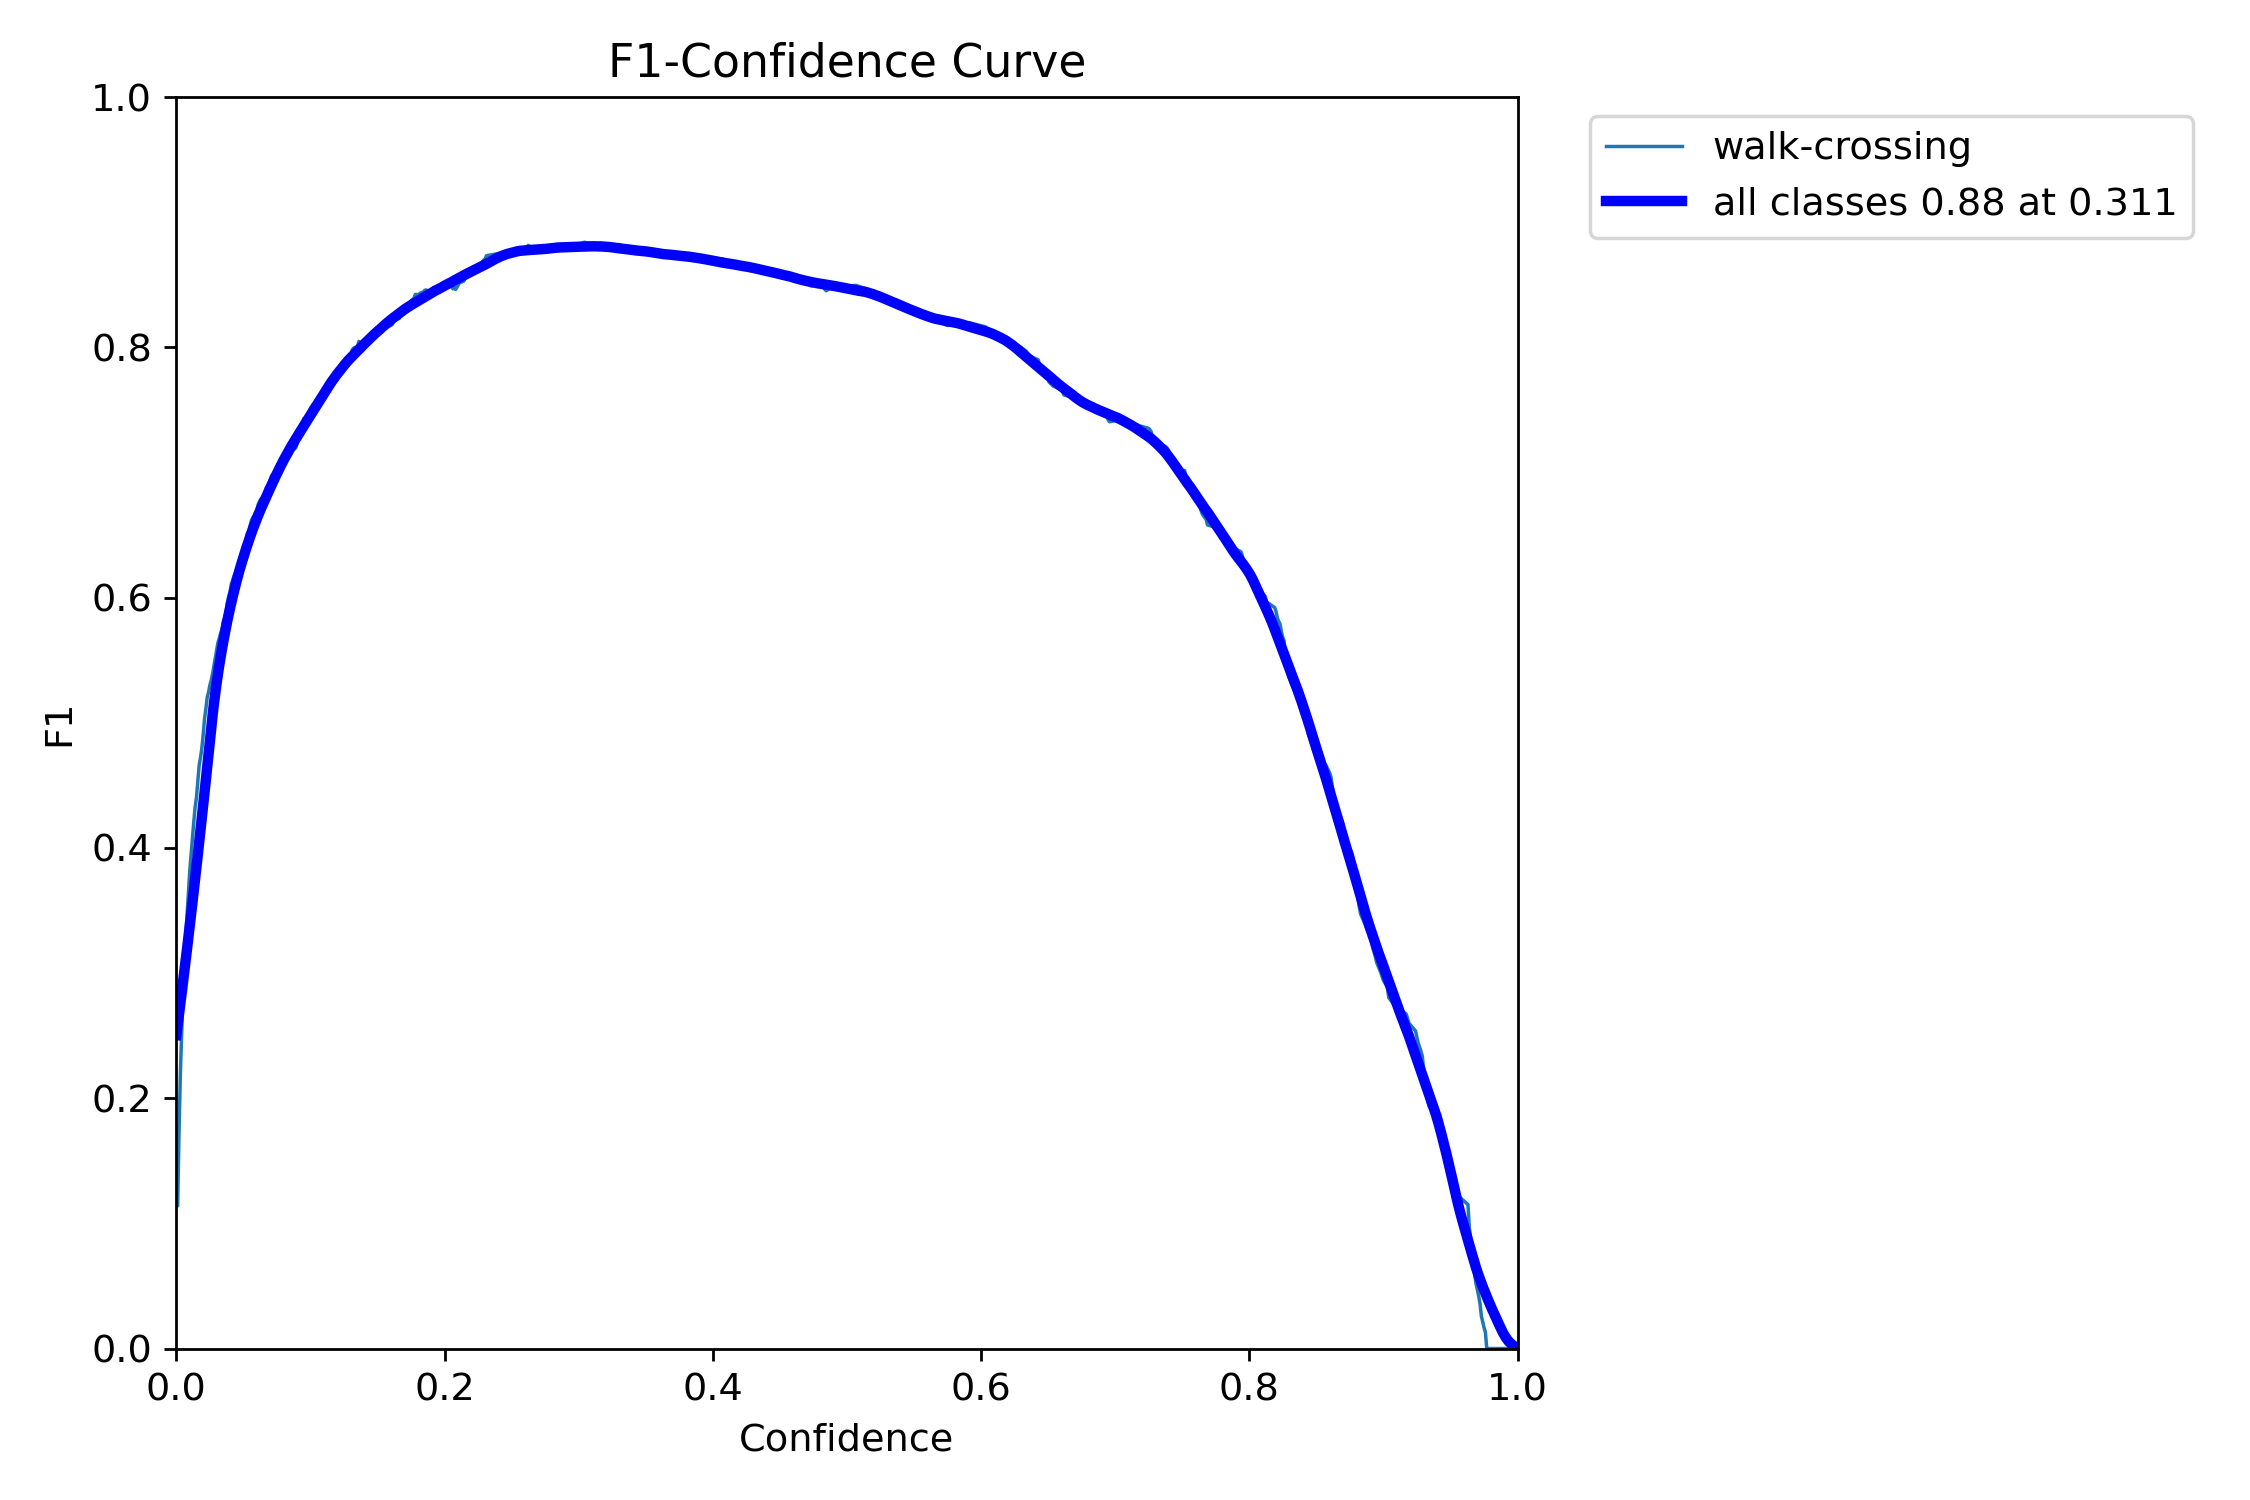 F1-Confidence Curve
walk-crossing
all classes 0.88 at 0.311
1.0
0.8
0.6
0.4
0.2
0.0
F1
0.0 0.2 0.4 0.6 0.8 1.0
Confidence